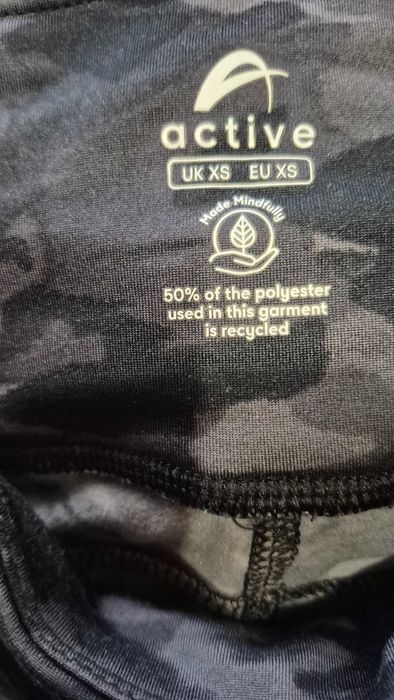 active
UK XS EU XS
Made Mindfully
50% of the polyester
used in this garment
is recycled